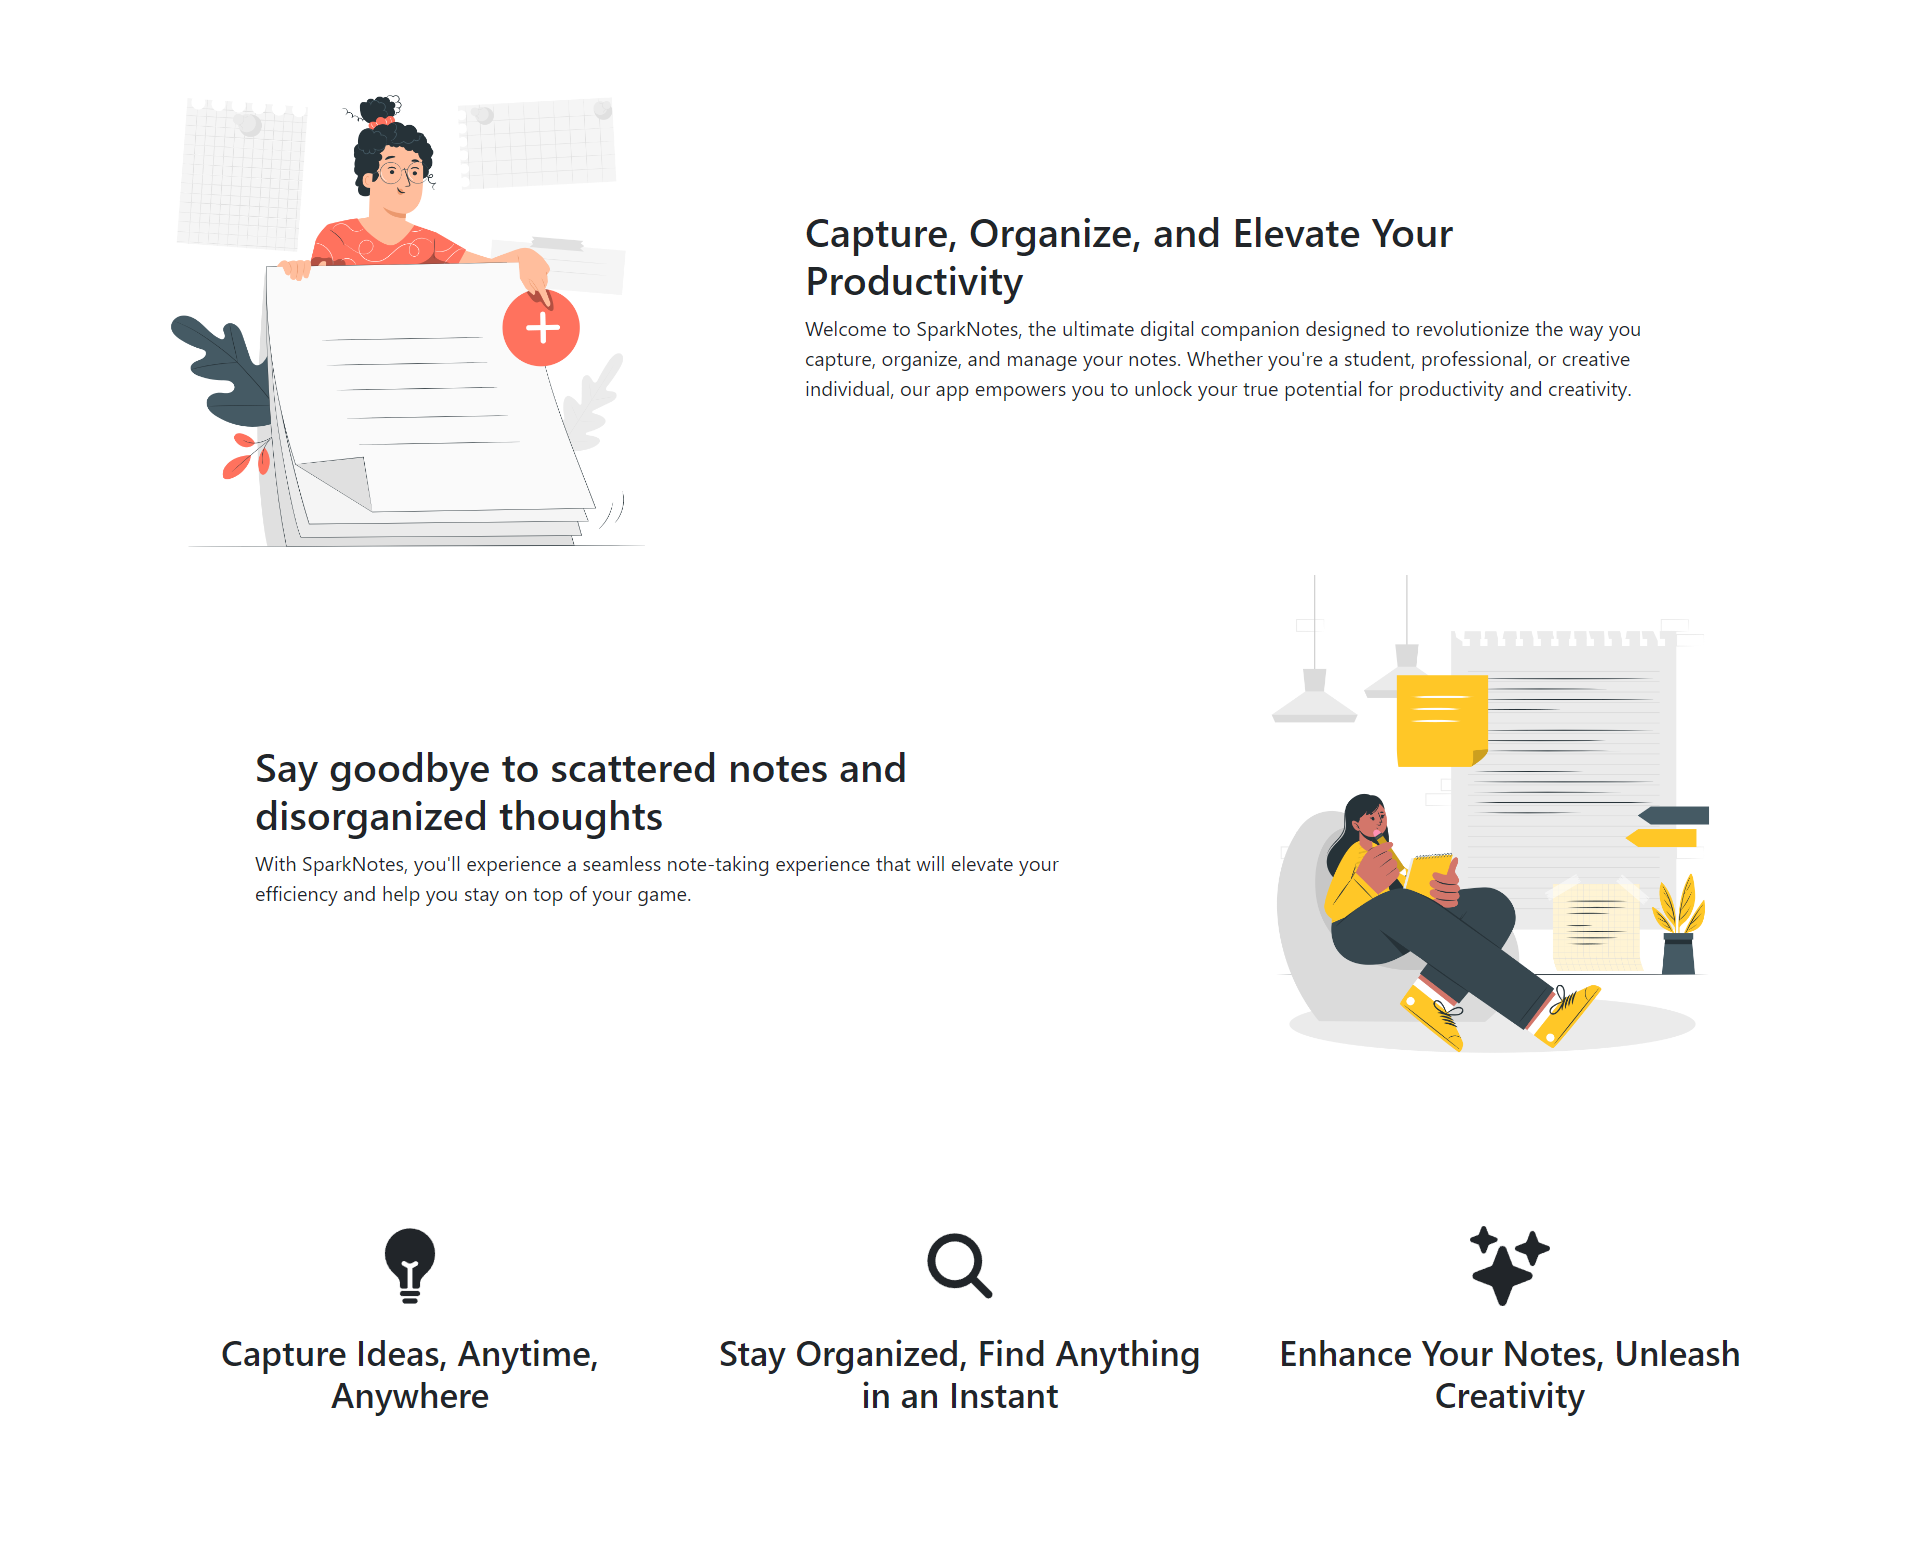 Capture, Organize, and Elevate Your
Productivity
Welcome to SparkNotes, the ultimate digital companion designed to revolutionize the way you
capture, organize, and manage your notes. Whether you're a student, professional, or creative
individual, our app empowers you to unlock your true potential for productivity and creativity.
Say goodbye to scattered notes and
disorganized thoughts
With SparkNotes, you'll experience a seamless note-taking experience that will elevate your
efficiency and help you stay on top of your game.
Capture Ideas, Anytime,
Anywhere
Stay Organized, Find Anything
in an Instant
Enhance Your Notes, Unleash
Creativity